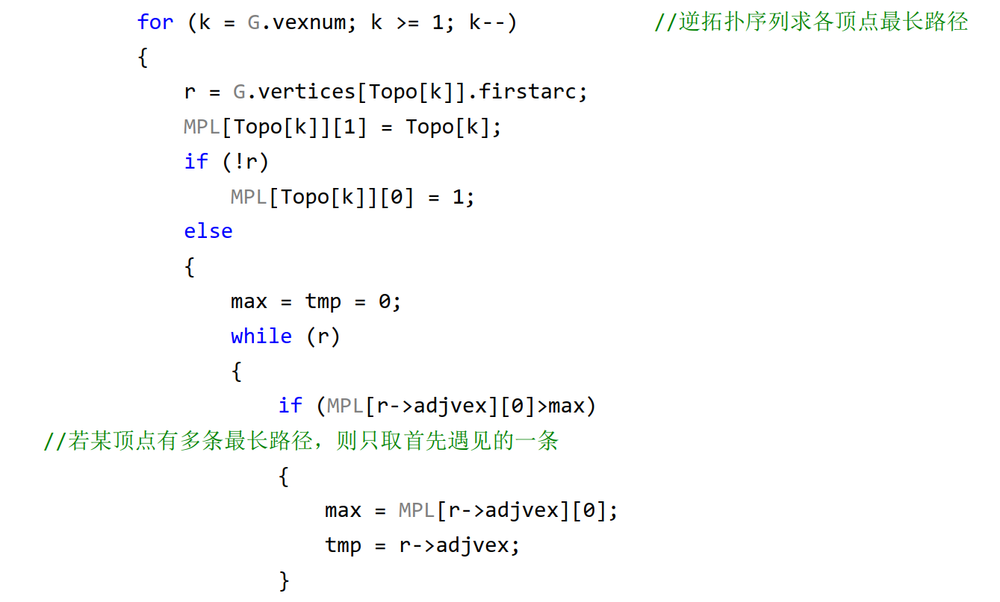 for (k = G.vexnum; k >= 1; k--) //逆拓扑序列求各顶点最长路径
{
r = G.vertices[Topo[k]].firstarc;
MPL[Topo[k]][1] = Topo[k];
if (!r)
MPL[Topo[k]][0] = 1;
else
{
max = tmp = 0;
while (r)
{
if (MPL[r->adjvex][0]>max)
//若某顶点有多条最长路径，则只取首先遇见的一条
{
max = MPL[r->adjvex][0];
tmp = r->adjvex;
}